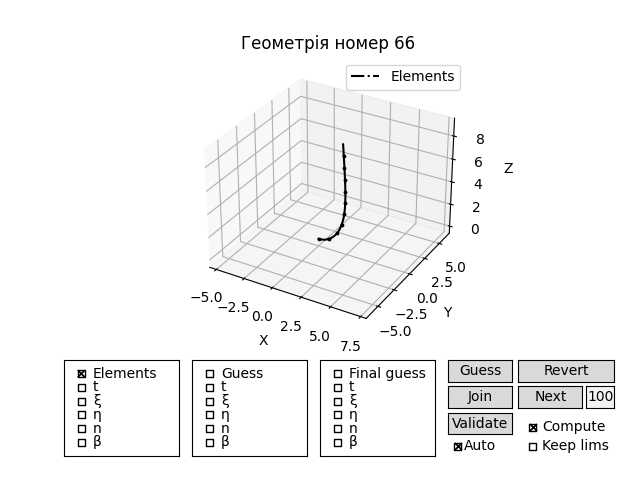 Геометрія номер 66
Elements
8
6
4
2
0
Z
5.0
2.5
0.0
−2.5
−5.0
Y
−5.0
−2.5
0.0
2.5
5.0
7.5
X
Elements
t
ξ
η
n
β
Guess
t
ξ
η
n
β
Final guess
t
ξ
η
n
β
Guess Revert
Join Next 100
Validate Compute
Auto Keep lims